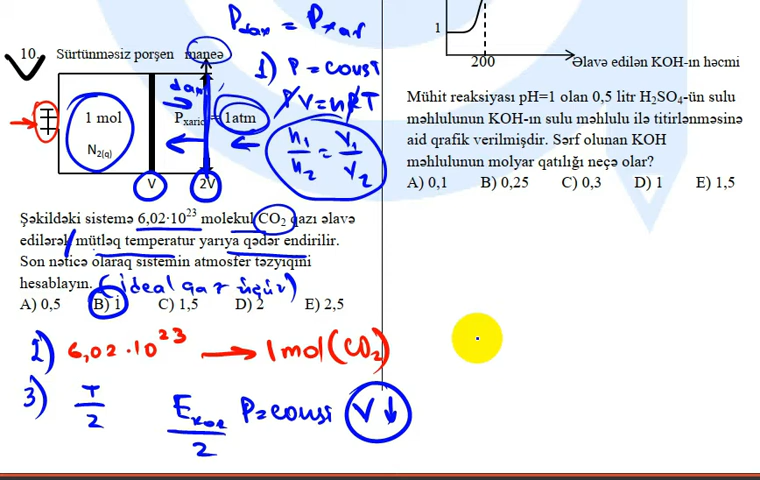 P_dax = P_xar
10. Sürtünməsiz porşen maneə
1) P = const
dax
PV = nRT
1 mol
N2(q)
P_xaric = 1atm
n1/n2 = V1/V2
V
2V
Şəkildəki sistemə 6,02·10^23 molekul CO2 qazı əlavə
edilərək mütləq temperatur yarıya qədər endirilir.
Son nəticə olaraq sistemin atmosfer təzyiqini
hesablayın. (ideal qaz üçün)
A) 0,5 B) 1 C) 1,5 D) 2 E) 2,5
2) 6,02·10^23 → 1mol(CO2)
3) T/2
P=const V↓
1
200
Əlavə edilən KOH-ın həcmi
Mühit reaksiyası pH=1 olan 0,5 litr H2SO4-ün sulu
məhlulunun KOH-ın sulu məhlulu ilə titirlənməsinə
aid qrafik verilmişdir. Sərf olunan KOH
məhlulunun molyar qatılığı neçə olar?
A) 0,1 B) 0,25 C) 0,3 D) 1 E) 1,5